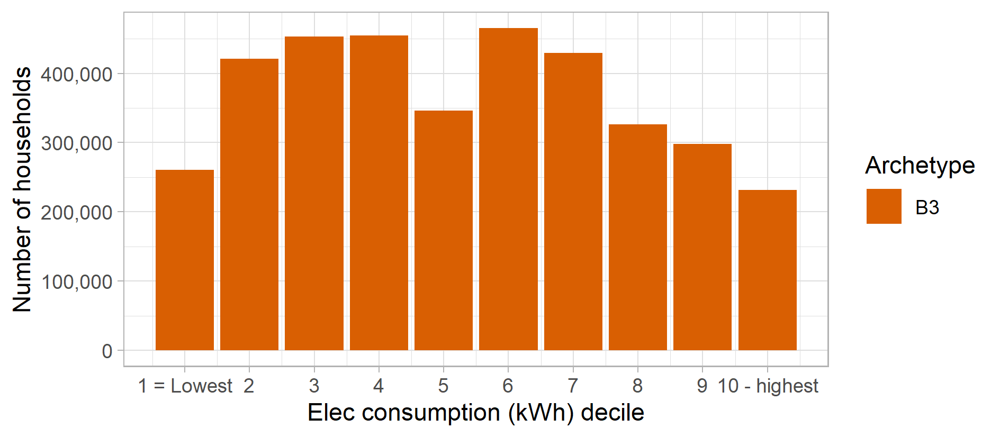 Number of households
400,000
300,000
200,000
100,000
0
1 = Lowest 2 3 4 5 6 7 8 9 10 - highest
Elec consumption (kWh) decile
Archetype
B3